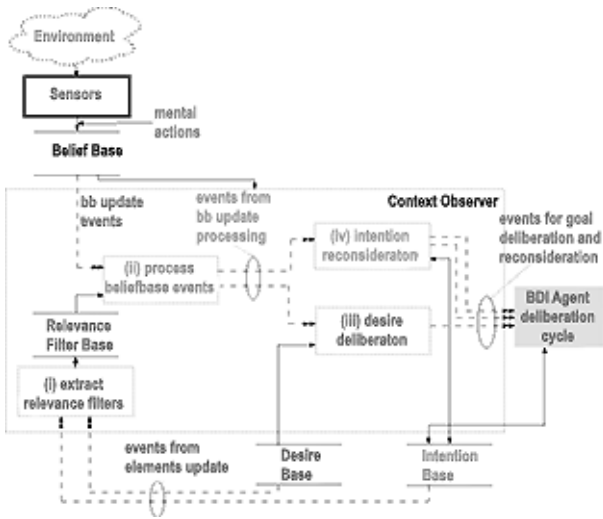 Environment
Sensors
mental
actions
Belief Base
bb update
events
events from
bb update
processing
Context Observer
events for goal
deliberation and
reconsideration
(iv) intention
reconsideraton
(ii) process
beliefbase events
BDI Agent
deliberation
cycle
Relevance
Filter Base
(iii) desire
deliberaton
(i) extract
relevance filters
events from
elements update
Desire
Base
Intention
Base